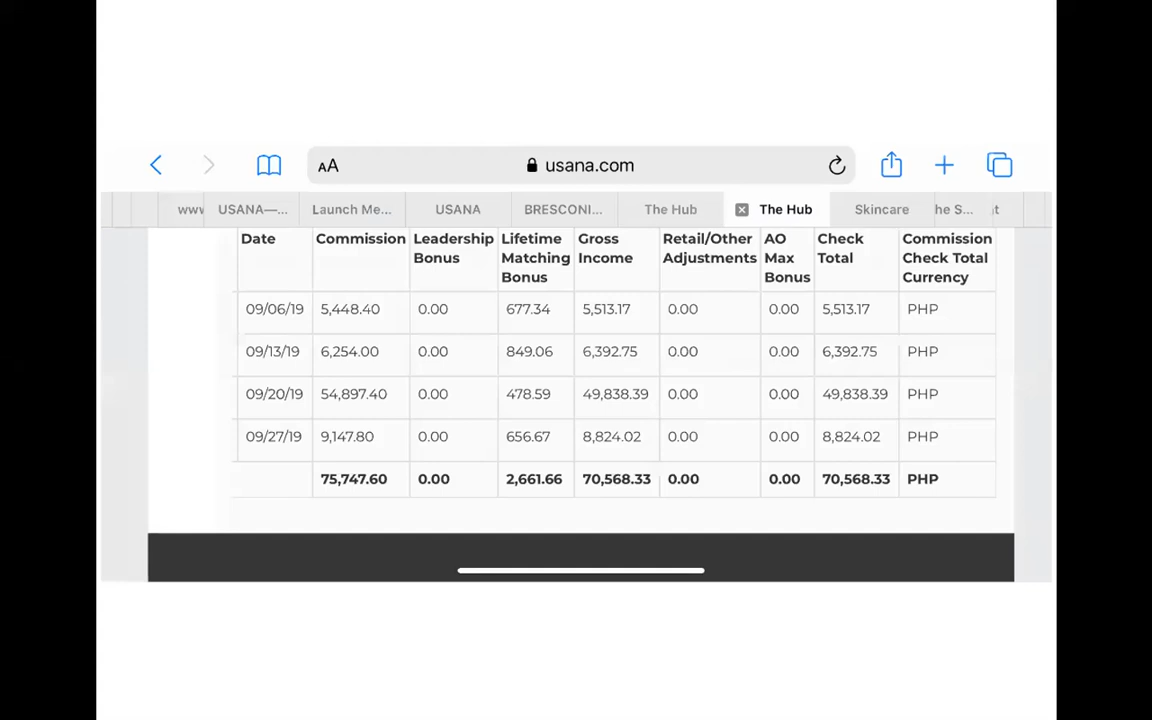 AA usana.com
www USANA—... Launch Me... USANA BRESCONI... The Hub The Hub Skincare he S...
Date Commission Leadership Bonus Lifetime Matching Bonus Gross Income Retail/Other Adjustments AO Max Bonus Check Total Commission Check Total Currency
09/06/19 5,448.40 0.00 677.34 5,513.17 0.00 0.00 5,513.17 PHP
09/13/19 6,254.00 0.00 849.06 6,392.75 0.00 0.00 6,392.75 PHP
09/20/19 54,897.40 0.00 478.59 49,838.39 0.00 0.00 49,838.39 PHP
09/27/19 9,147.80 0.00 656.67 8,824.02 0.00 0.00 8,824.02 PHP
75,747.60 0.00 2,661.66 70,568.33 0.00 0.00 70,568.33 PHP